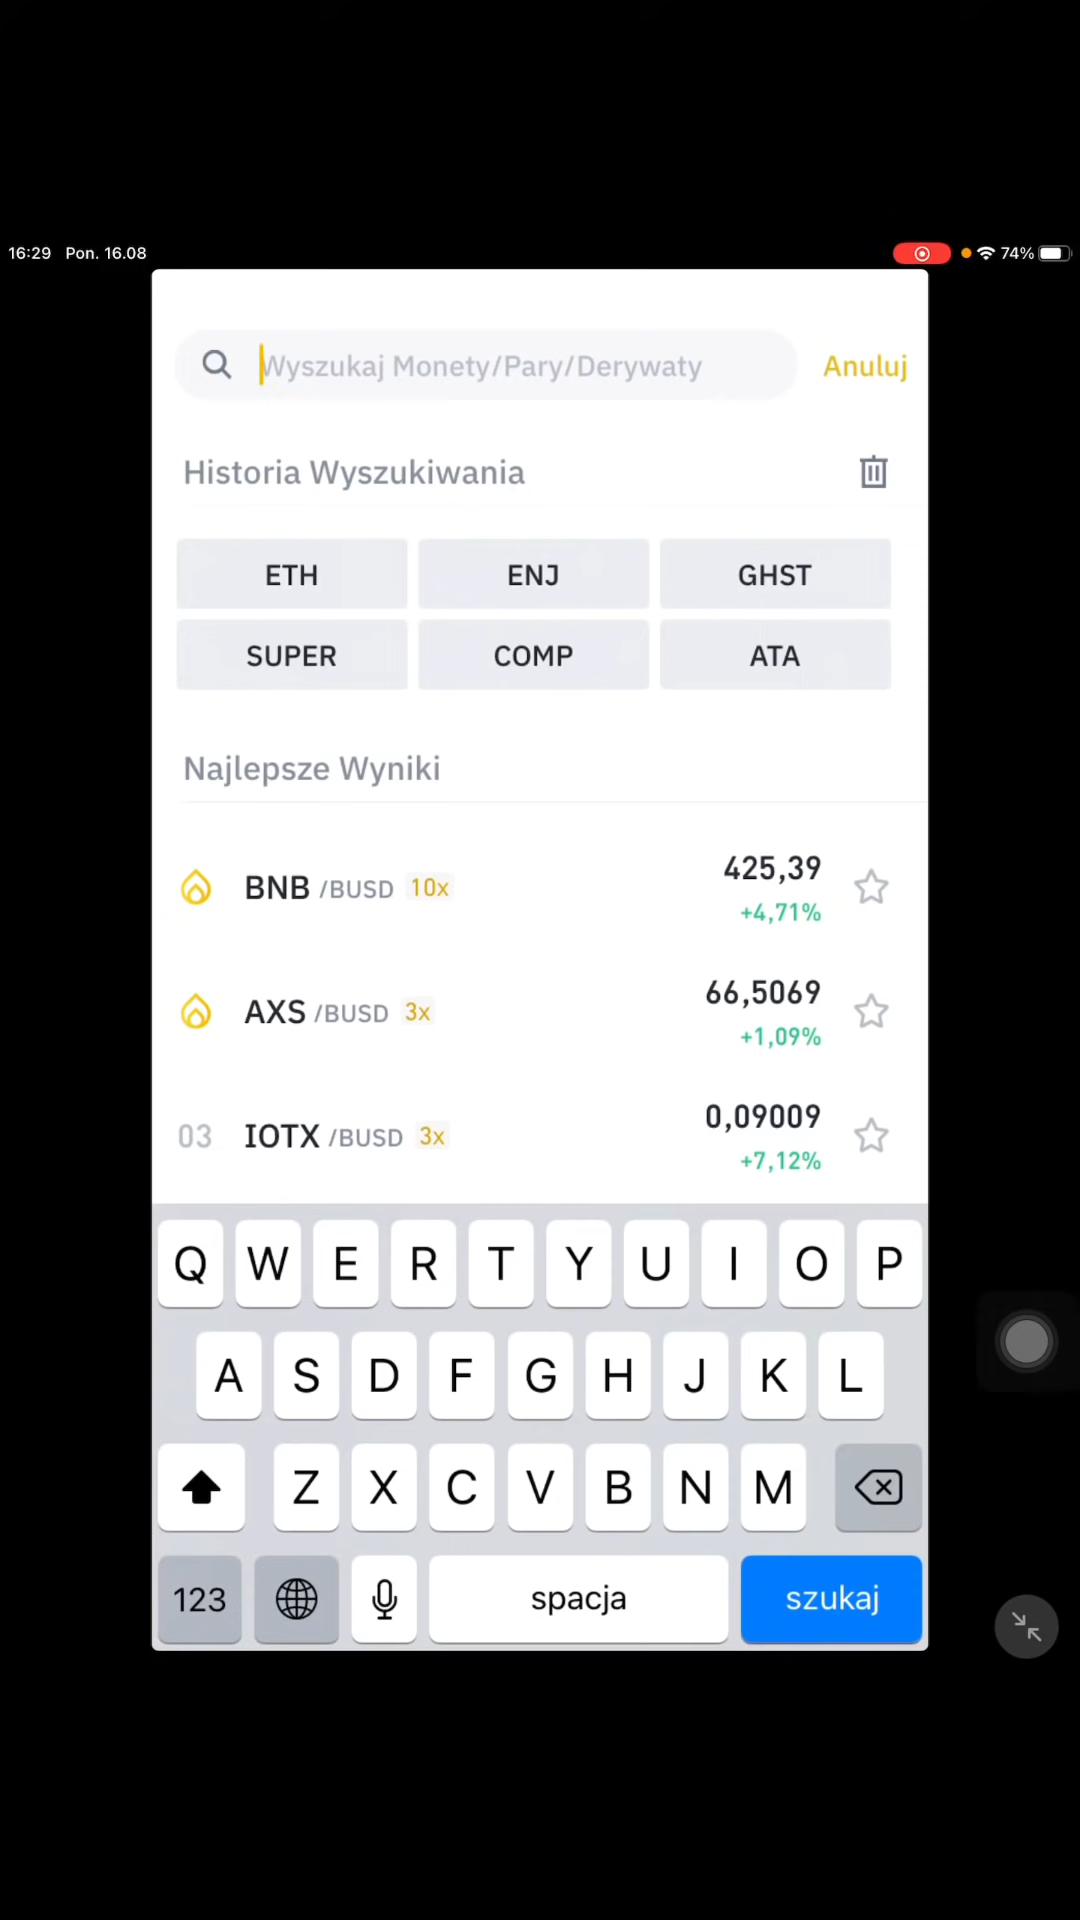 16:29 Pon. 16.08 74%
Wyszukaj Monety/Pary/Derywaty Anuluj
Historia Wyszukiwania
ETH ENJ GHST
SUPER COMP ATA
Najlepsze Wyniki
BNB /BUSD 10x 425,39
+4,71%
AXS /BUSD 3x 66,5069
+1,09%
03 IOTX /BUSD 3x 0,09009
+7,12%
Q W E R T Y U I O P
A S D F G H J K L
Z X C V B N M
123 spacja szukaj